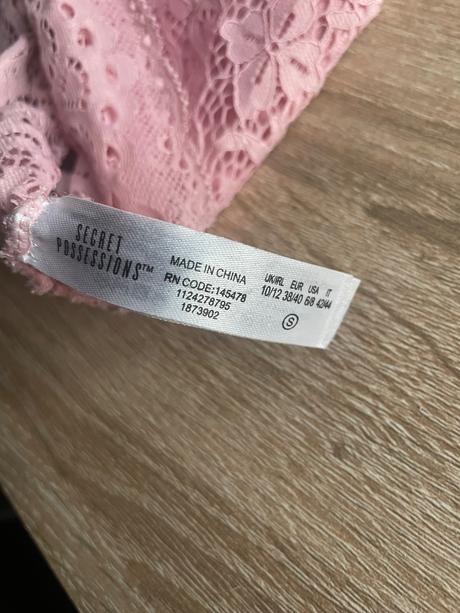 SECRET
POSSESSIONS™
MADE IN CHINA
RN CODE:145478
1124278795
1873902
UK/IRL EUR USA IT
10/12 38/40 6/8 42/44
S